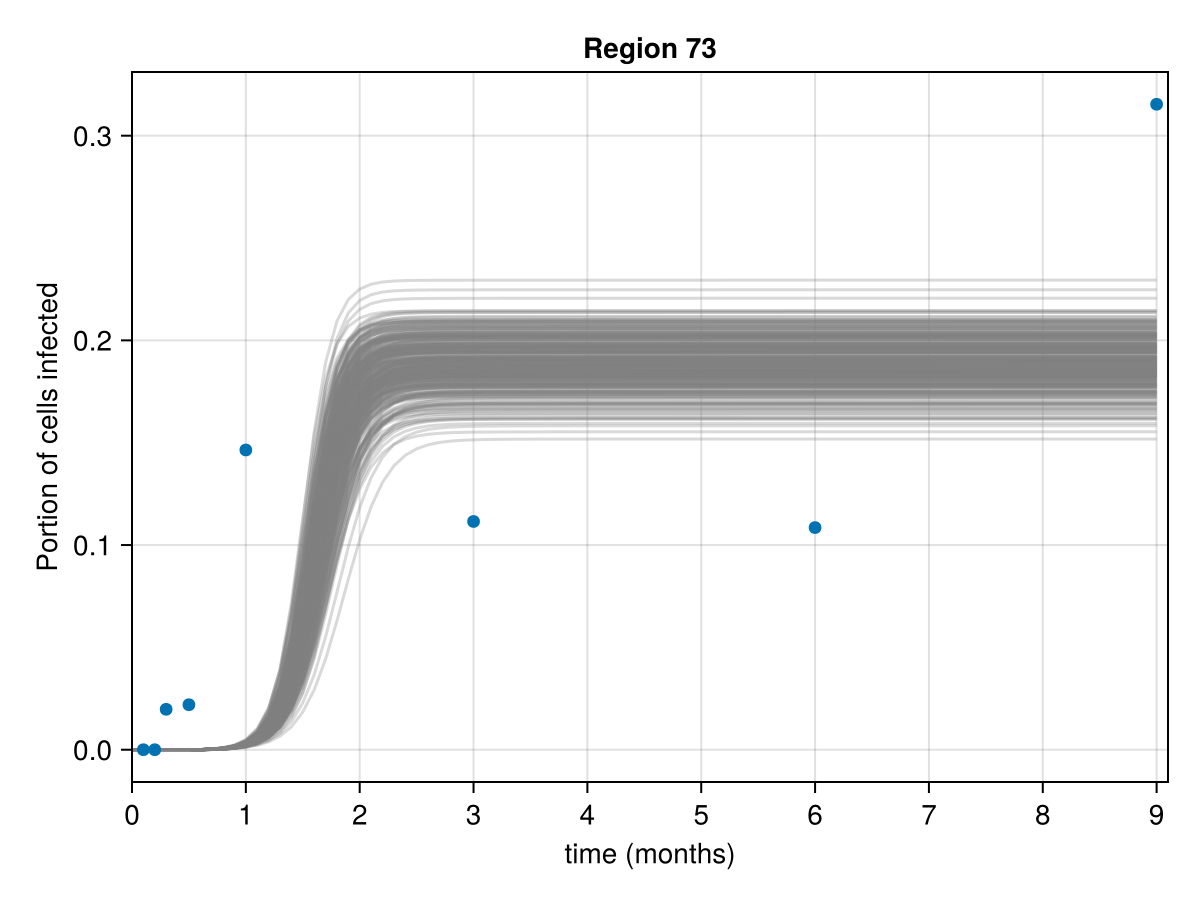 Region 73
Portion of cells infected
0.3
0.2
0.1
0.0
0 1 2 3 4 5 6 7 8 9
time (months)